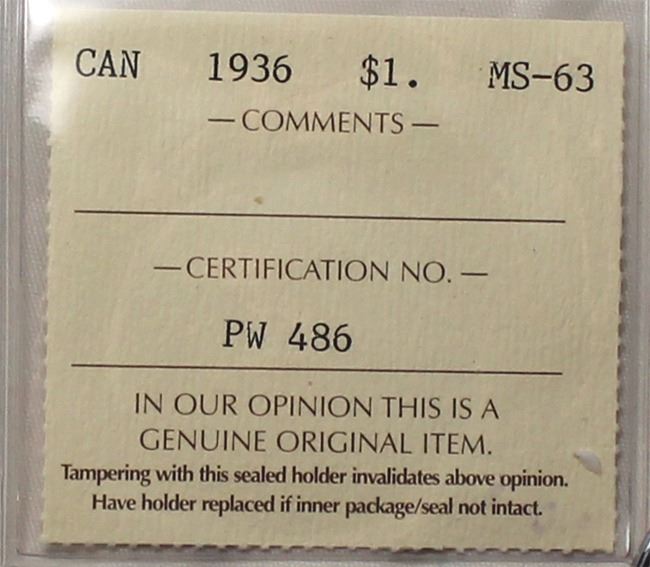 CAN 1936 $1. MS-63
— COMMENTS —
— CERTIFICATION NO. —
PW 486
IN OUR OPINION THIS IS A
GENUINE ORIGINAL ITEM.
Tampering with this sealed holder invalidates above opinion.
Have holder replaced if inner package/seal not intact.